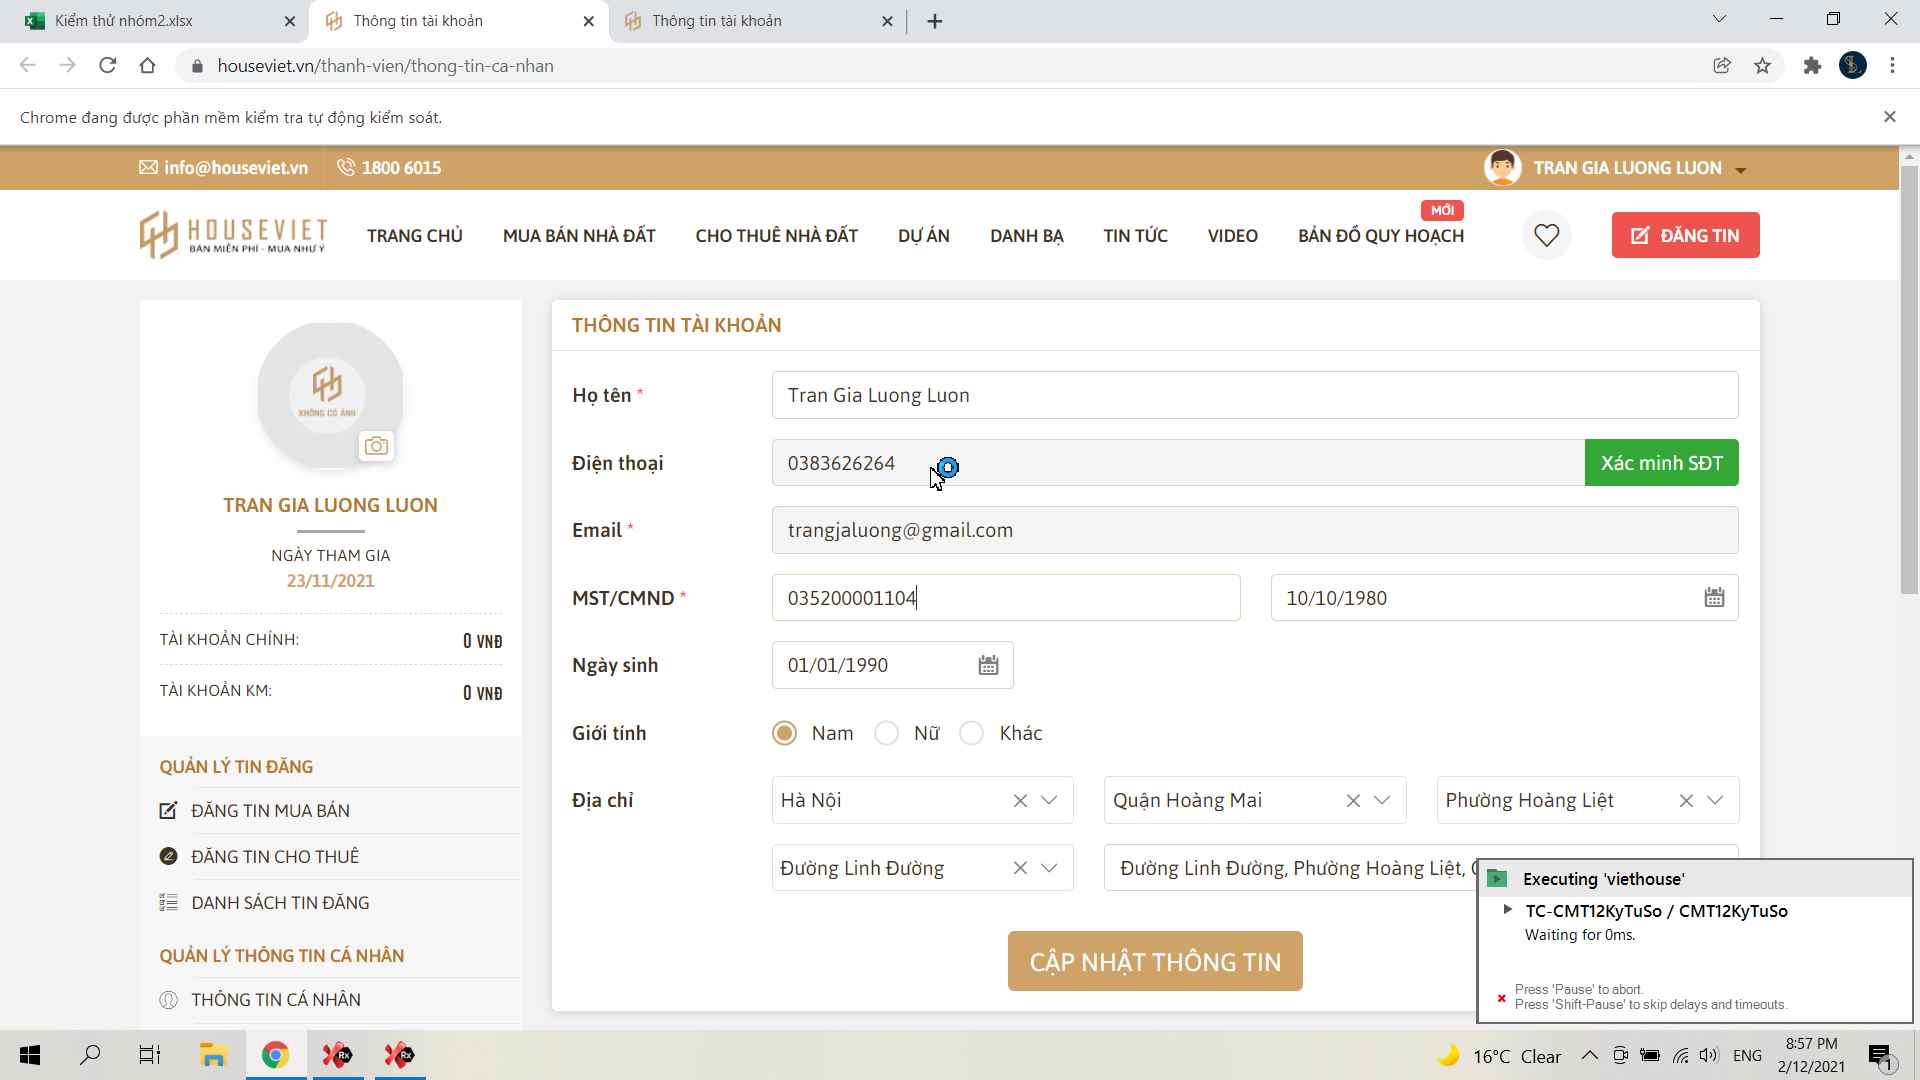 Kiểm thử nhóm2.xlsx
Thông tin tài khoản
Thông tin tài khoản
houseviet.vn/thanh-vien/thong-tin-ca-nhan
Chrome đang được phần mềm kiểm tra tự động kiểm soát.
info@houseviet.vn
1800 6015
TRAN GIA LUONG LUON
HOUSEVIET
BÁN MIỄN PHÍ - MUA NHƯ Ý
TRANG CHỦ
MUA BÁN NHÀ ĐẤT
CHO THUÊ NHÀ ĐẤT
DỰ ÁN
DANH BẠ
TIN TỨC
VIDEO
BẢN ĐỒ QUY HOẠCH
MỚI
ĐĂNG TIN
KHÔNG CÓ ẢNH
TRAN GIA LUONG LUON
NGÀY THAM GIA
23/11/2021
TÀI KHOẢN CHÍNH: 0 VNĐ
TÀI KHOẢN KM: 0 VNĐ
QUẢN LÝ TIN ĐĂNG
ĐĂNG TIN MUA BÁN
ĐĂNG TIN CHO THUÊ
DANH SÁCH TIN ĐĂNG
QUẢN LÝ THÔNG TIN CÁ NHÂN
THÔNG TIN CÁ NHÂN
THÔNG TIN TÀI KHOẢN
Họ tên * Tran Gia Luong Luon
Điện thoại 0383626264 Xác minh SĐT
Email * trangjaluong@gmail.com
MST/CMND * 035200001104 10/10/1980
Ngày sinh 01/01/1990
Giới tính Nam Nữ Khác
Địa chỉ Hà Nội Quận Hoàng Mai Phường Hoàng Liệt
Đường Linh Đường Đường Linh Đường, Phường Hoàng Liệt,
CẬP NHẬT THÔNG TIN
Executing 'viethouse'
TC-CMT12KyTuSo / CMT12KyTuSo
Waiting for 0ms.
Press 'Pause' to abort.
Press 'Shift-Pause' to skip delays and timeouts.
Rx
Rx
16°C Clear
ENG
8:57 PM
2/12/2021
1